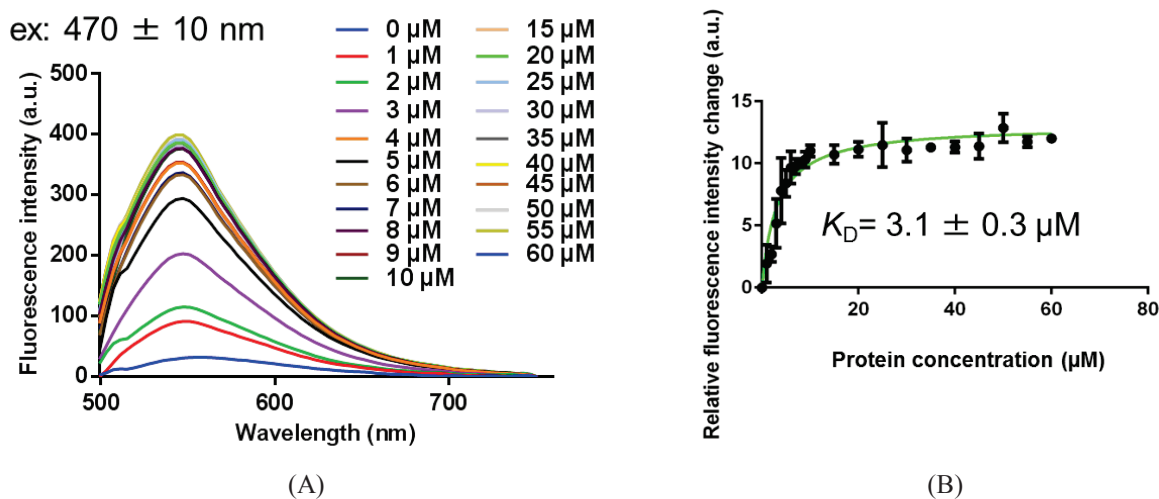 ex: 470 ± 10 nm
0 µM
1 µM
2 µM
3 µM
4 µM
5 µM
6 µM
7 µM
8 µM
9 µM
10 µM
15 µM
20 µM
25 µM
30 µM
35 µM
40 µM
45 µM
50 µM
55 µM
60 µM
Fluorescence intensity (a.u.)
500
400
300
200
100
0
500
600
700
Wavelength (nm)
(A)
Relative fluorescence intensity change (a.u.)
15
10
5
0
K_D= 3.1 ± 0.3 µM
20
40
60
80
Protein concentration (µM)
(B)